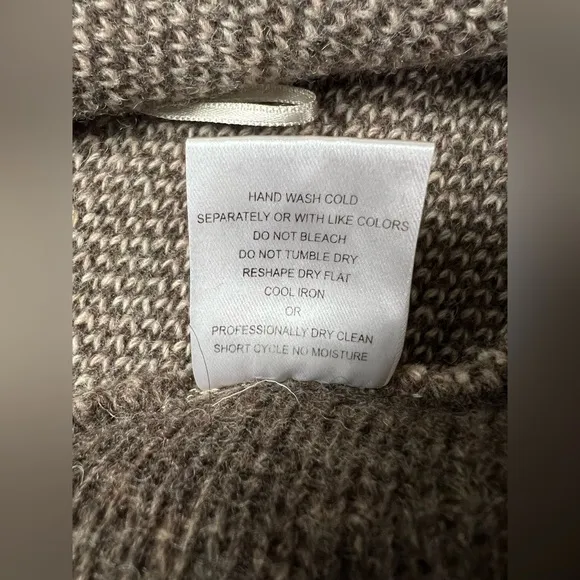 HAND WASH COLD
SEPARATELY OR WITH LIKE COLORS
DO NOT BLEACH
DO NOT TUMBLE DRY
RESHAPE DRY FLAT
COOL IRON
OR
PROFESSIONALLY DRY CLEAN
SHORT CYCLE NO MOISTURE